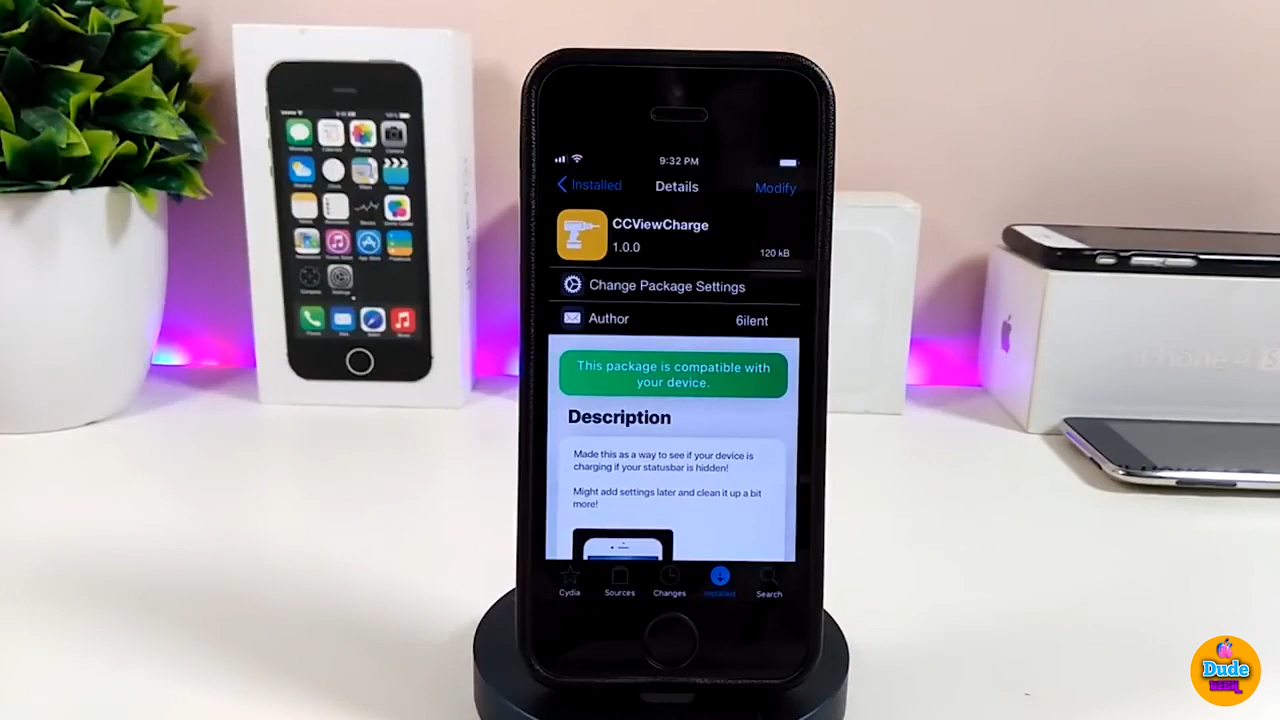 9:32 PM
Installed
Details
Modify
CCViewCharge
1.0.0
120 kB
Change Package Settings
Author
6ilent
This package is compatible with
your device.
Description
Made this as a way to see if your device is
charging if your statusbar is hidden!
Might add settings later and clean it up a bit
more!
Cydia
Sources
Changes
Installed
Search
iPhone 4 S
Dude